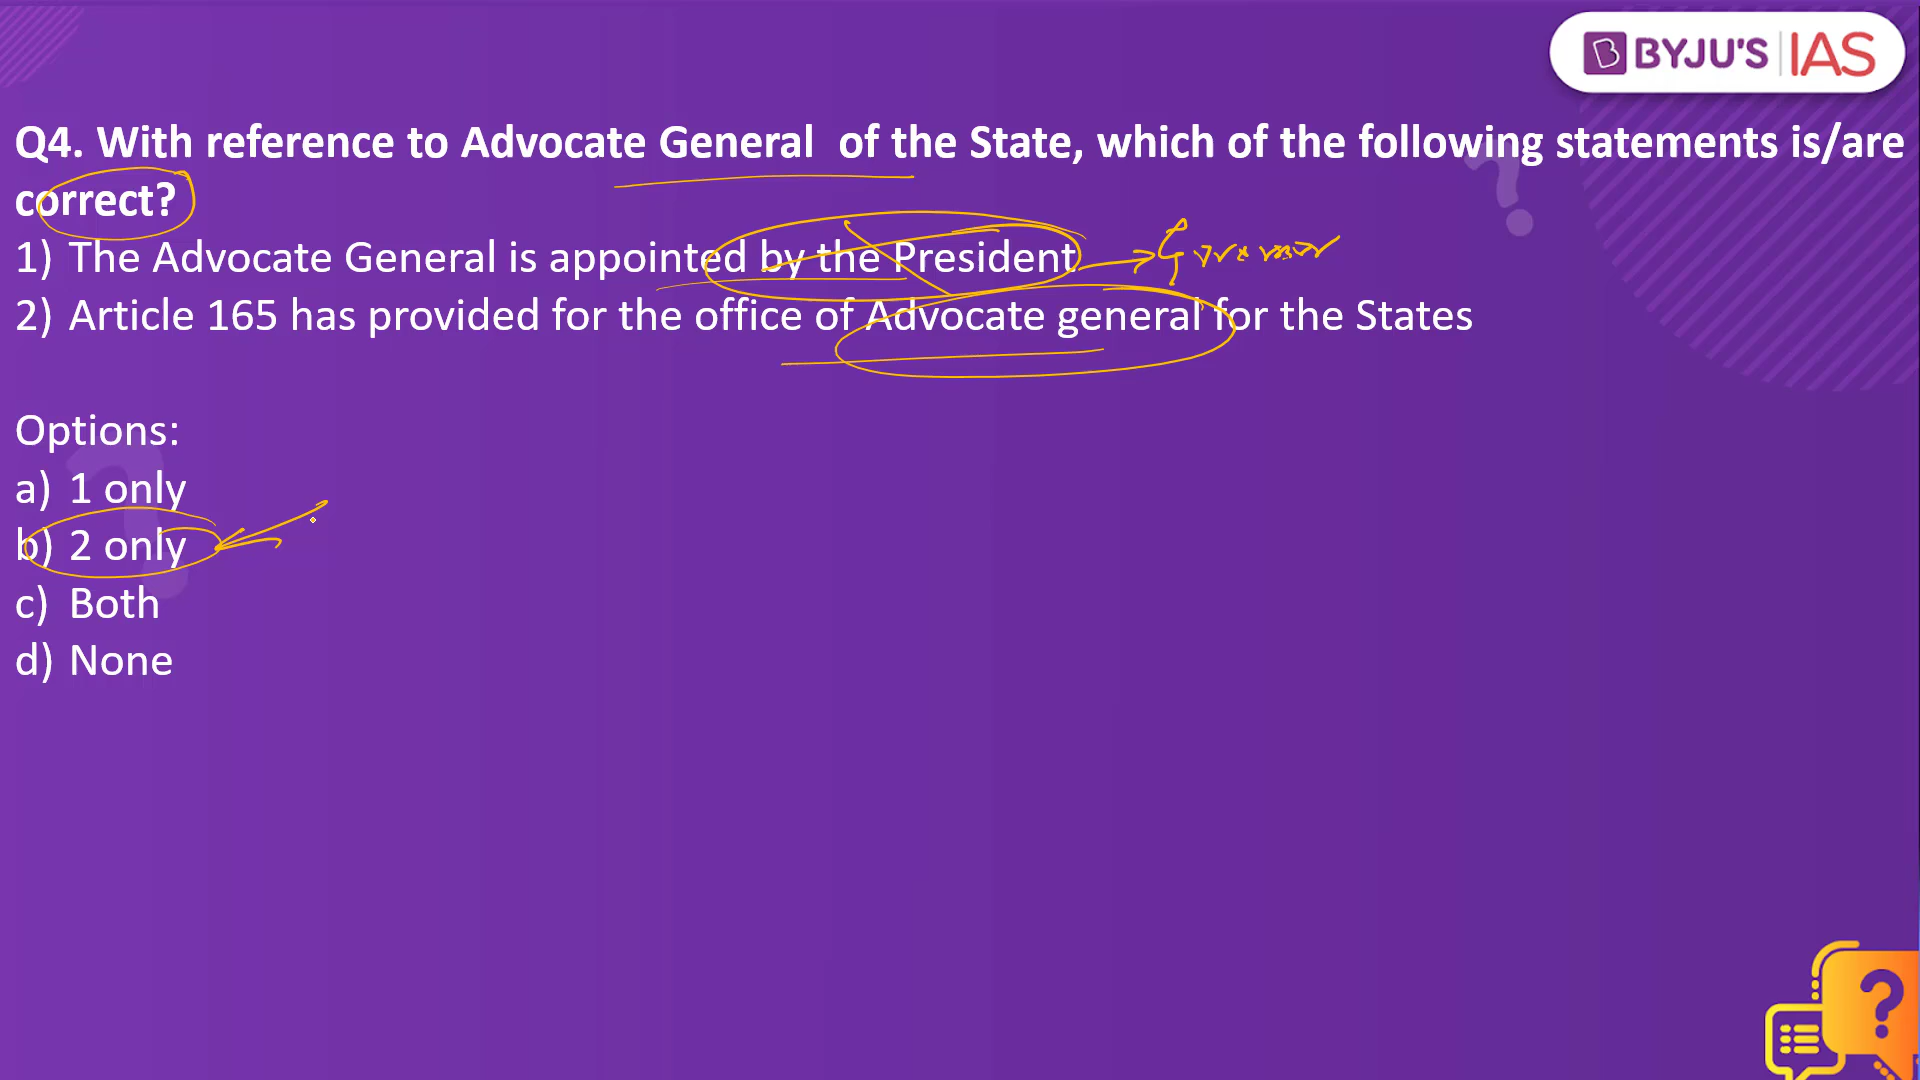 BYJU'S IAS
Q4. With reference to Advocate General of the State, which of the following statements is/are
correct?
1) The Advocate General is appointed by the President → Governor
2) Article 165 has provided for the office of Advocate general for the States
Options:
a) 1 only
b) 2 only
c) Both
d) None